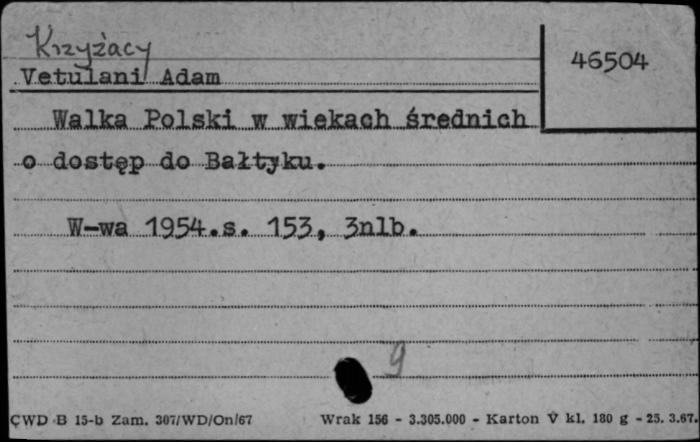 Krzyżacy
46504
Vetulani Adam
Walka Polski w wiekach średnich
o dostęp do Bałtyku.
W-wa 1954.s. 153, 3nlb.
9
CWD B 15-b Zam. 307/WD/On/67 Wrak 156 - 3.305.000 - Karton V kl. 180 g - 25. 3.67.